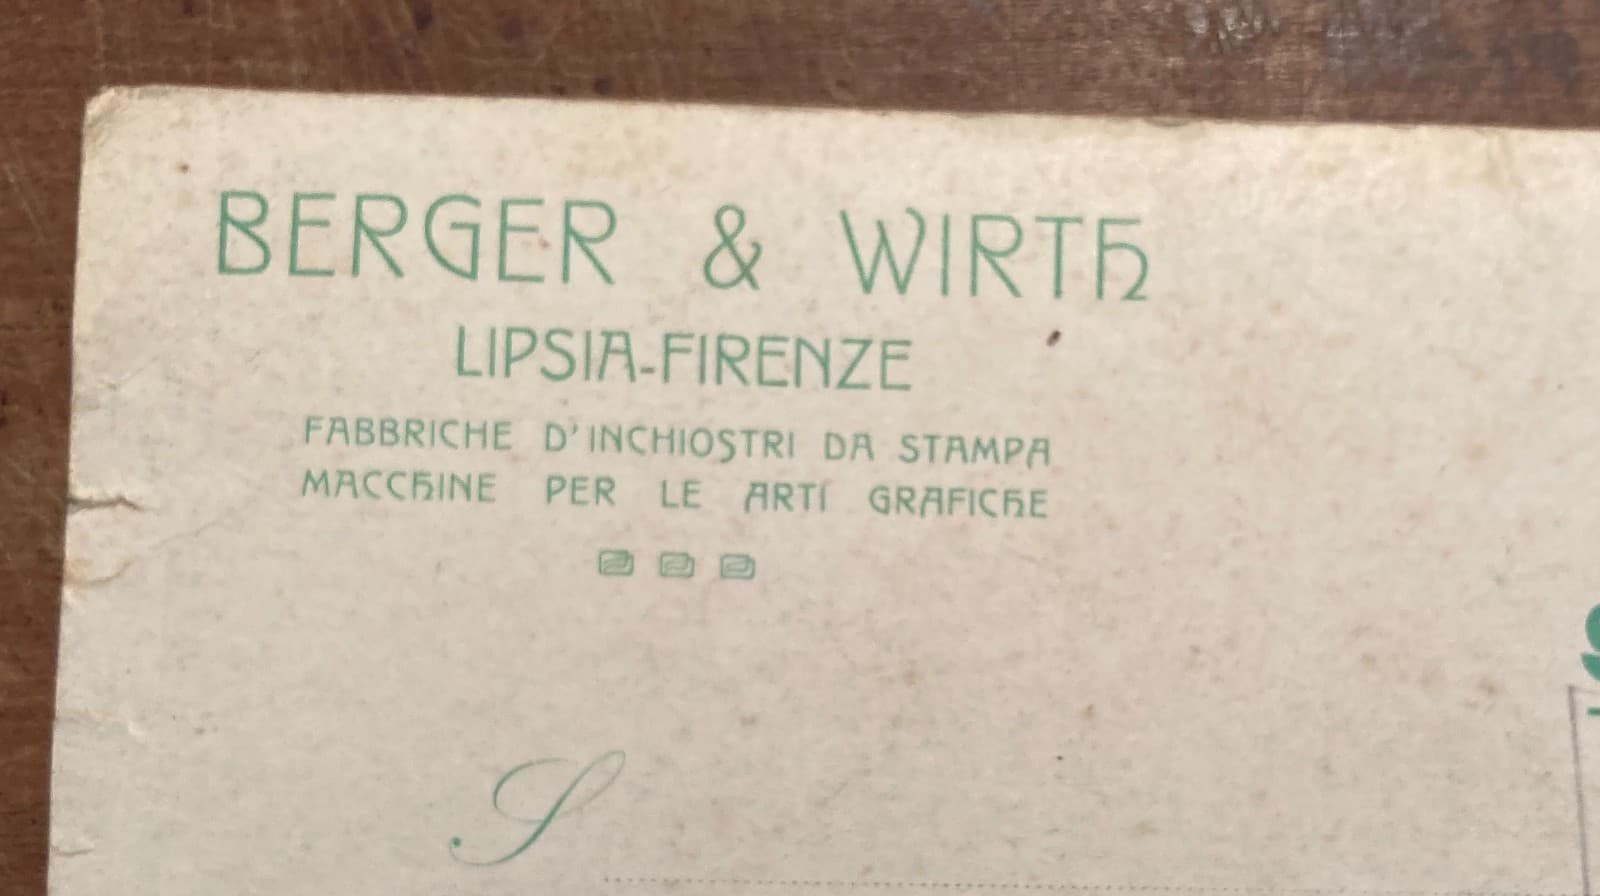 BERGER & WIRTH
LIPSIA-FIRENZE
FABBRICHE D'INCHIOSTRI DA STAMPA
MACCHINE PER LE ARTI GRAFICHE
S